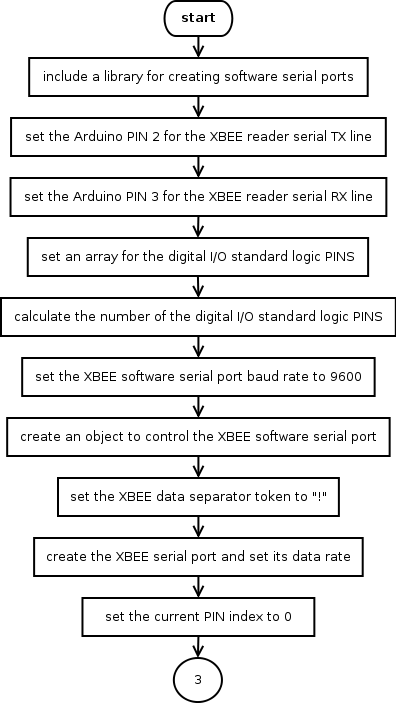 start
include a library for creating software serial ports
set the Arduino PIN 2 for the XBEE reader serial TX line
set the Arduino PIN 3 for the XBEE reader serial RX line
set an array for the digital I/O standard logic PINS
calculate the number of the digital I/O standard logic PINS
set the XBEE software serial port baud rate to 9600
create an object to control the XBEE software serial port
set the XBEE data separator token to "!"
create the XBEE serial port and set its data rate
set the current PIN index to 0
3